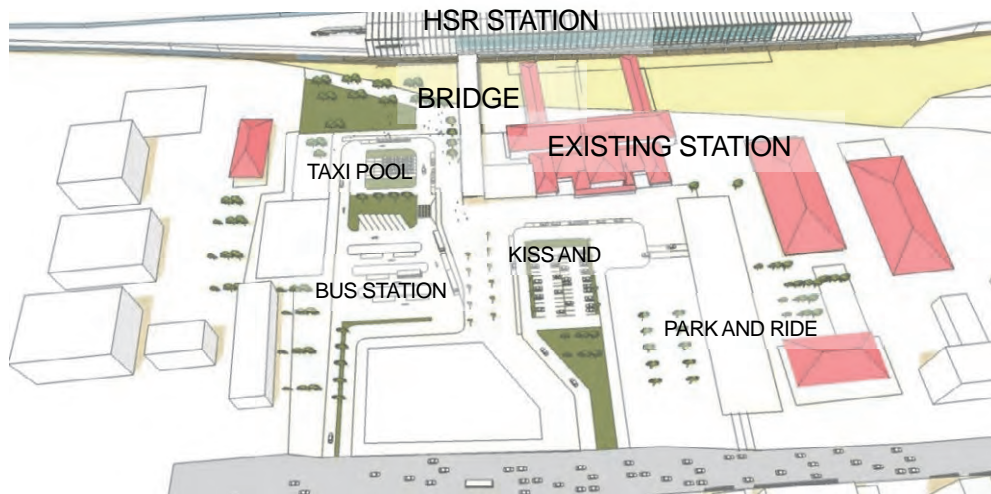 HSR STATION
BRIDGE
EXISTING STATION
TAXI POOL
KISS AND
BUS STATION
PARK AND RIDE